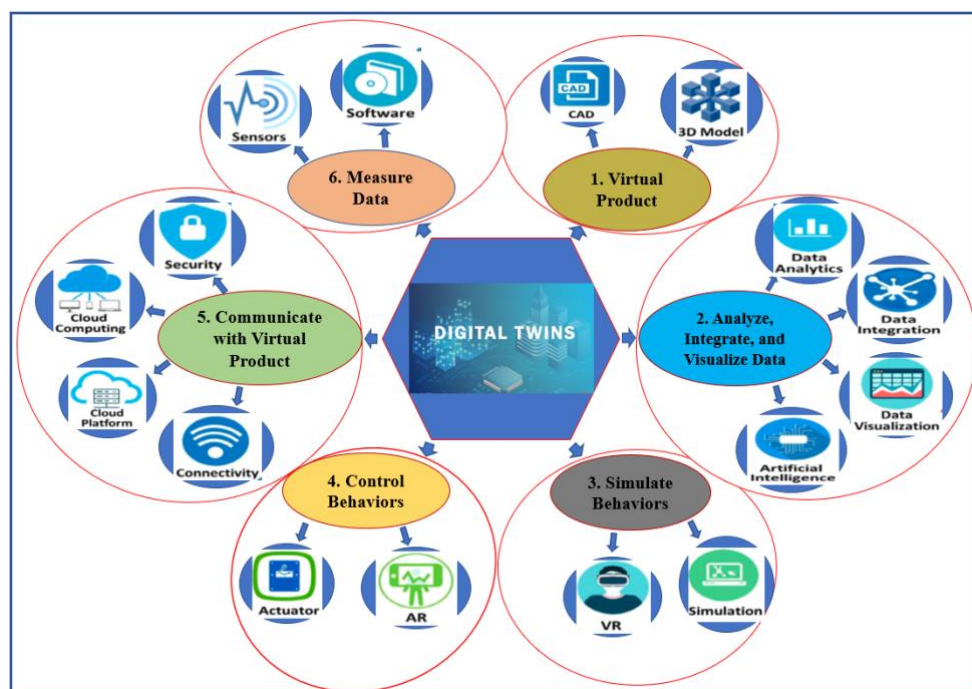 DIGITAL TWINS
1. Virtual
Product
CAD
CAD
3D Model
2. Analyze,
Integrate, and
Visualize Data
Data
Analytics
Data
Integration
Data
Visualization
Artificial
Intelligence
3. Simulate
Behaviors
VR
Simulation
4. Control
Behaviors
Actuator
AR
5. Communicate
with Virtual
Product
Security
Cloud
Computing
Cloud
Platform
Connectivity
6. Measure
Data
Sensors
Software